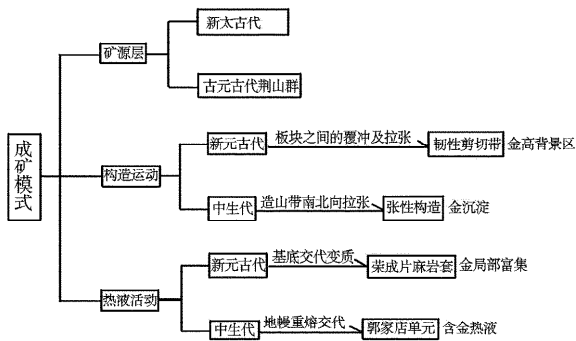 成矿模式
矿源层
新太古代
古元古代荆山群
构造运动
新元古代
板块之间的覆冲及拉张
韧性剪切带
金高背景区
中生代
造山带南北向拉张
张性构造
金沉淀
热液活动
新元古代
基底交代变质
荣成片麻岩套
金局部富集
中生代
地幔重熔交代
郭家店单元
含金热液